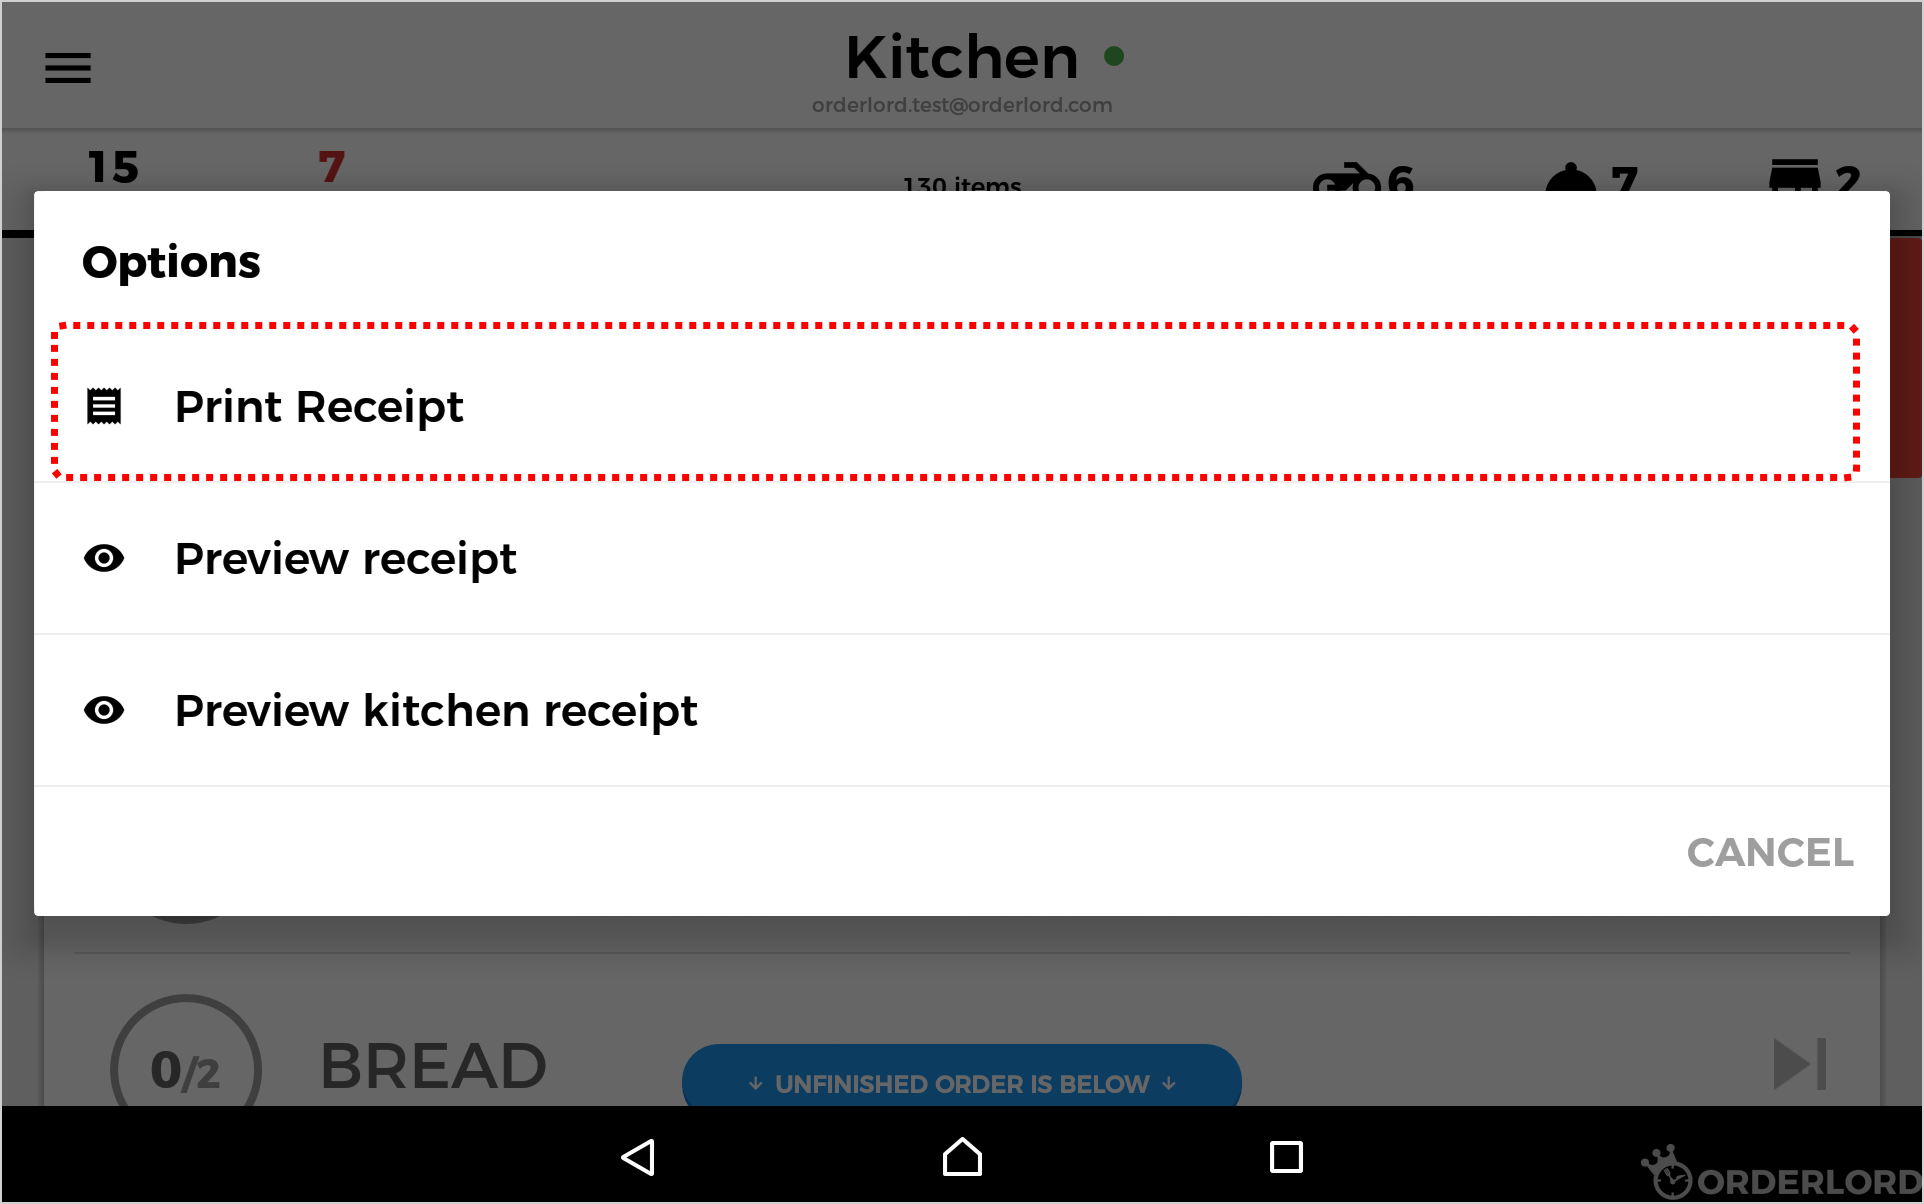 Kitchen
orderlord.test@orderlord.com
15
7
130 items
6
7
2
Options
Print Receipt
Preview receipt
Preview kitchen receipt
CANCEL
0/2
BREAD
↓ UNFINISHED ORDER IS BELOW ↓
ORDERLORD